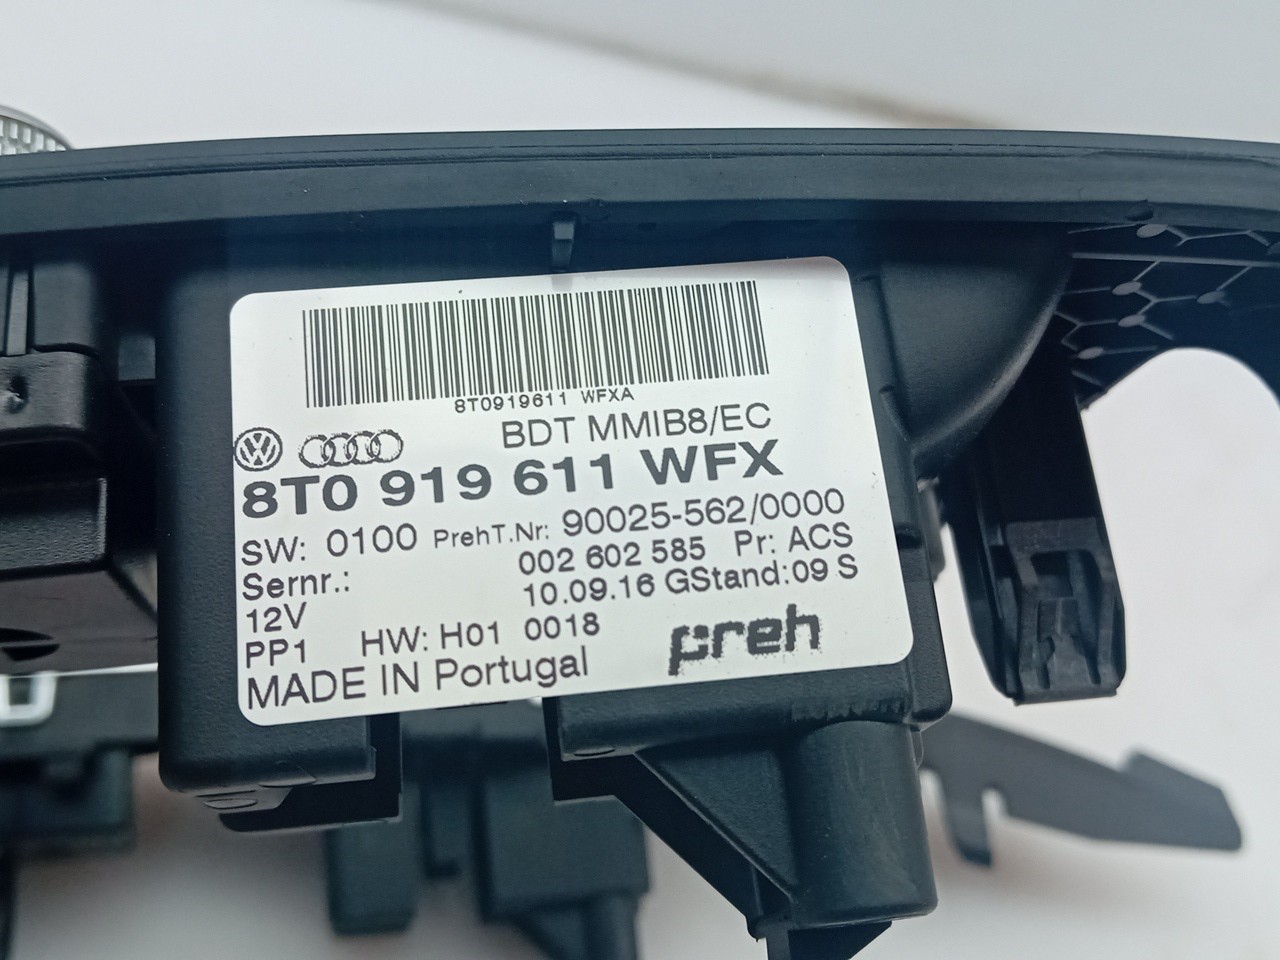 8T0919611 WFXA
BDT MMIB8/EC
8T0 919 611 WFX
SW: 0100 PrehT.Nr: 90025-562/0000
Sernr.: 002 602 585 Pr: ACS
12V 10.09.16 GStand:09 S
PP1 HW: H01 0018
preh
MADE IN Portugal